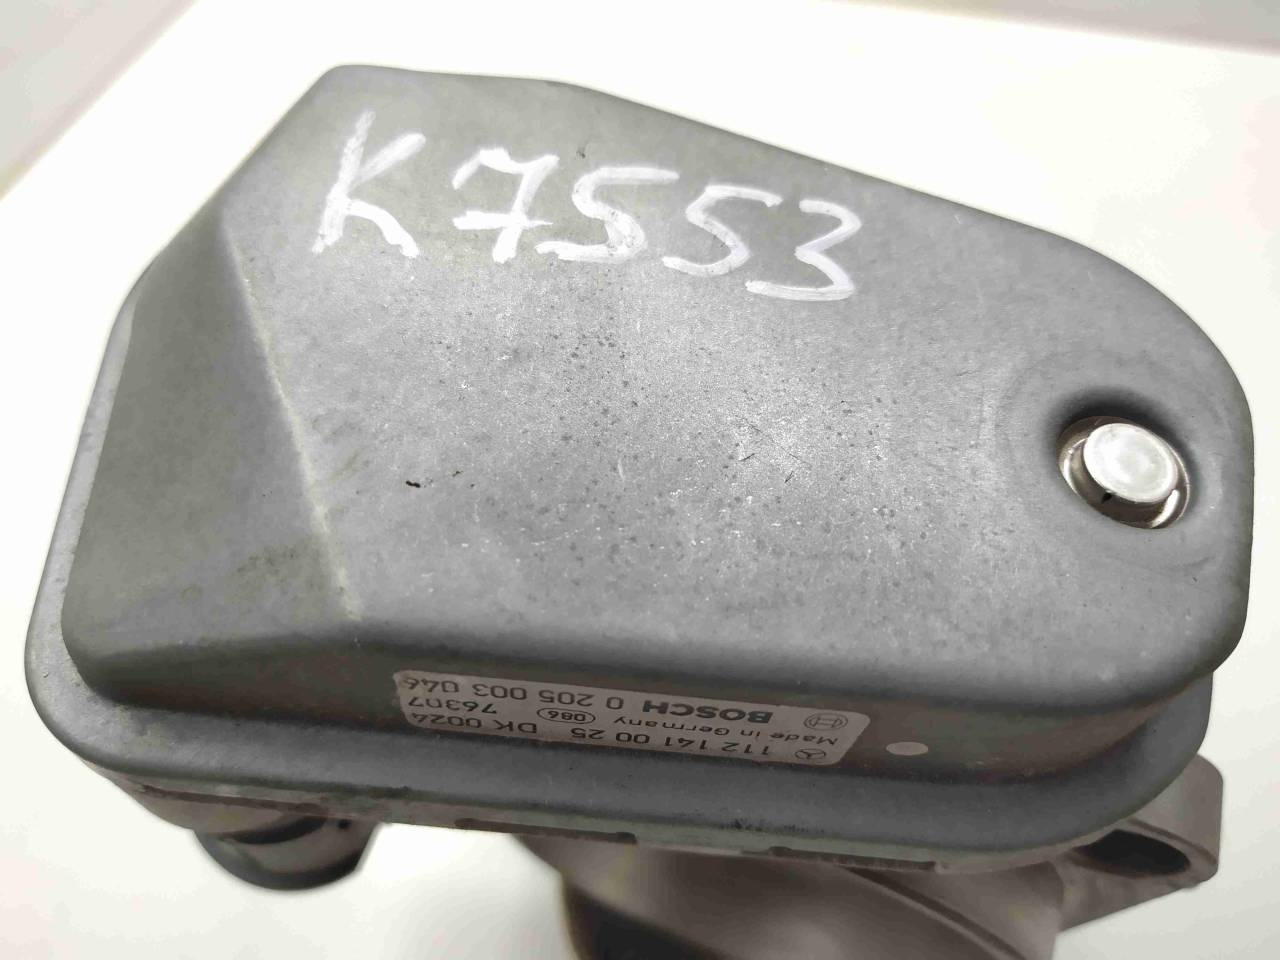 K7553
112 141 00 25 DK 0024
Made in Germany 086 76307
BOSCH 0 205 003 046